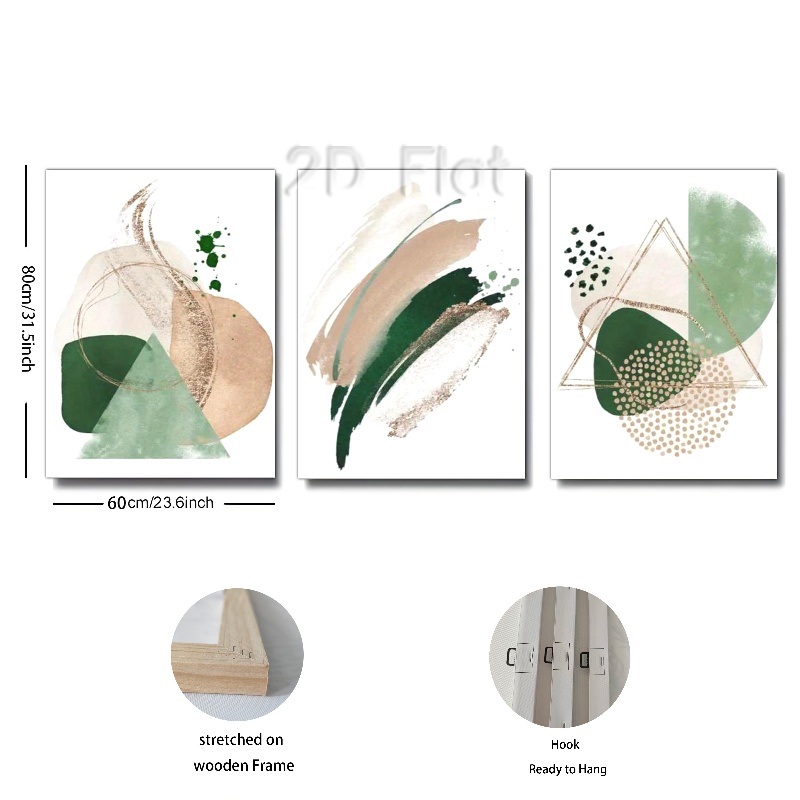 2D Flat
80cm/31.5inch
60cm/23.6inch
stretched on
wooden Frame
Hook
Ready to Hang